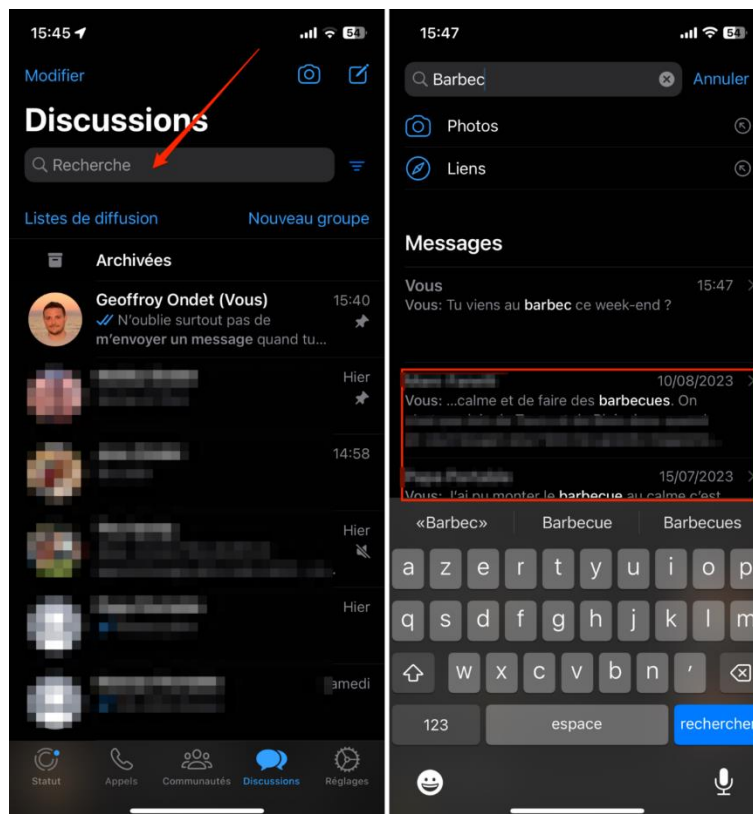 15:45
54
Modifier
Discussions
Recherche
Listes de diffusion
Nouveau groupe
Archivées
Geoffroy Ondet (Vous)
15:40
N'oublie surtout pas de
m'envoyer un message quand tu...
Hier
14:58
Hier
Hier
amedi
Statut
Appels
Communautés
Discussions
Réglages
15:47
54
Barbec
Annuler
Photos
Liens
Messages
Vous
15:47
Vous: Tu viens au barbec ce week-end ?
10/08/2023
Vous: ...calme et de faire des barbecues. On
15/07/2023
Vous: J'ai pu monter le barbecue au calme c'est
«Barbec»
Barbecue
Barbecues
a z e r t y u i o p
q s d f g h j k l m
w x c v b n '
123
espace
rechercher